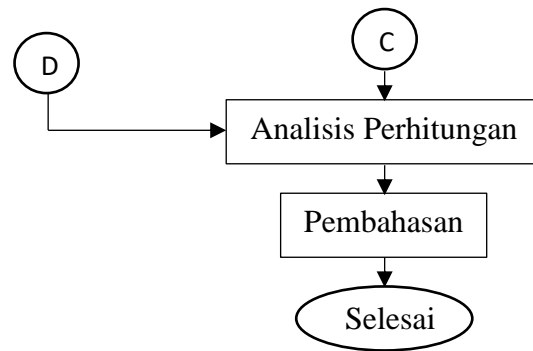 D
C
Analisis Perhitungan
Pembahasan
Selesai